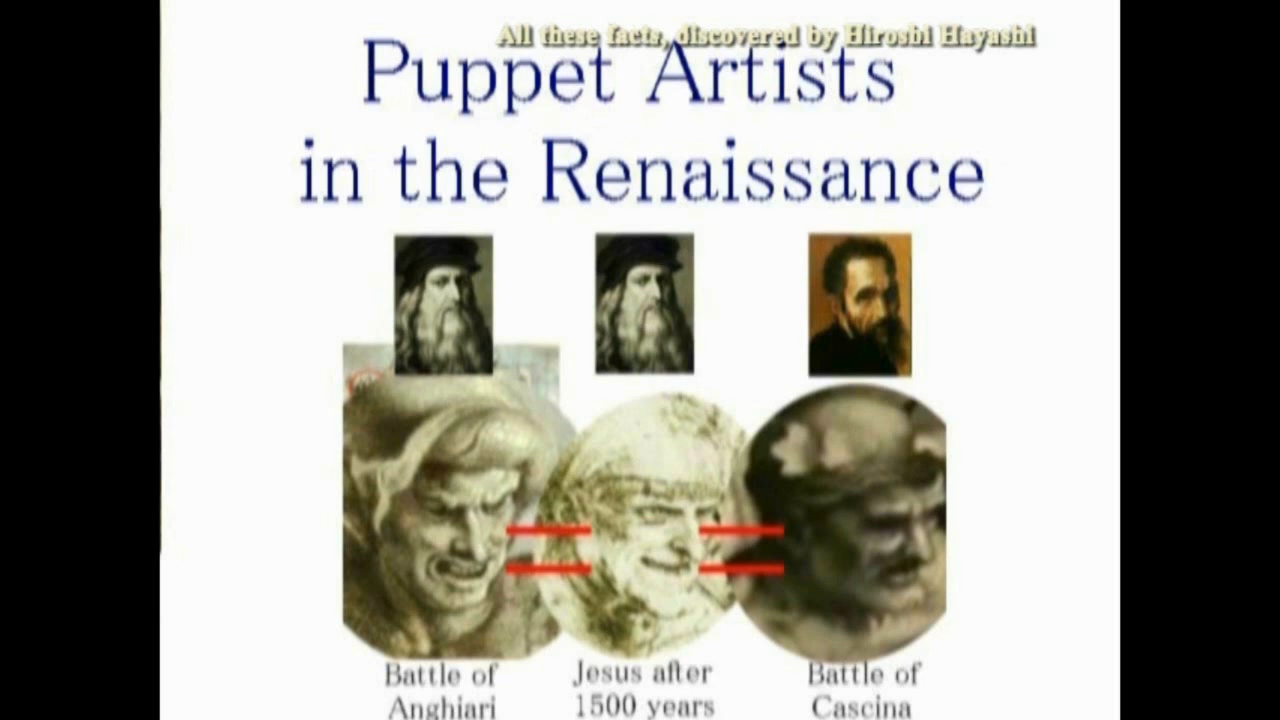 All these facts, discovered by Hiroshi Hayashi
Puppet Artists
in the Renaissance
Battle of
Anghiari
Jesus after
1500 years
Battle of
Cascina